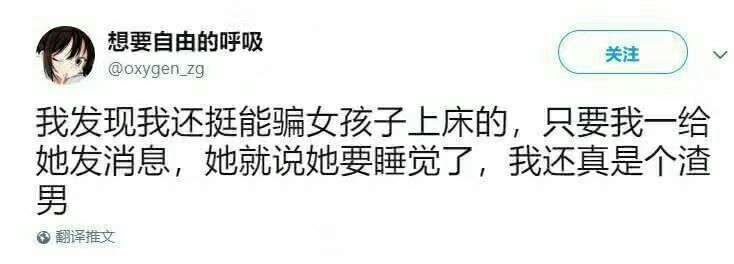 想要自由的呼吸
关注
@oxygen_zg
我发现我还挺能骗女孩子上床的，只要我一给
她发消息，她就说她要睡觉了，我还真是个渣
男
翻译推文